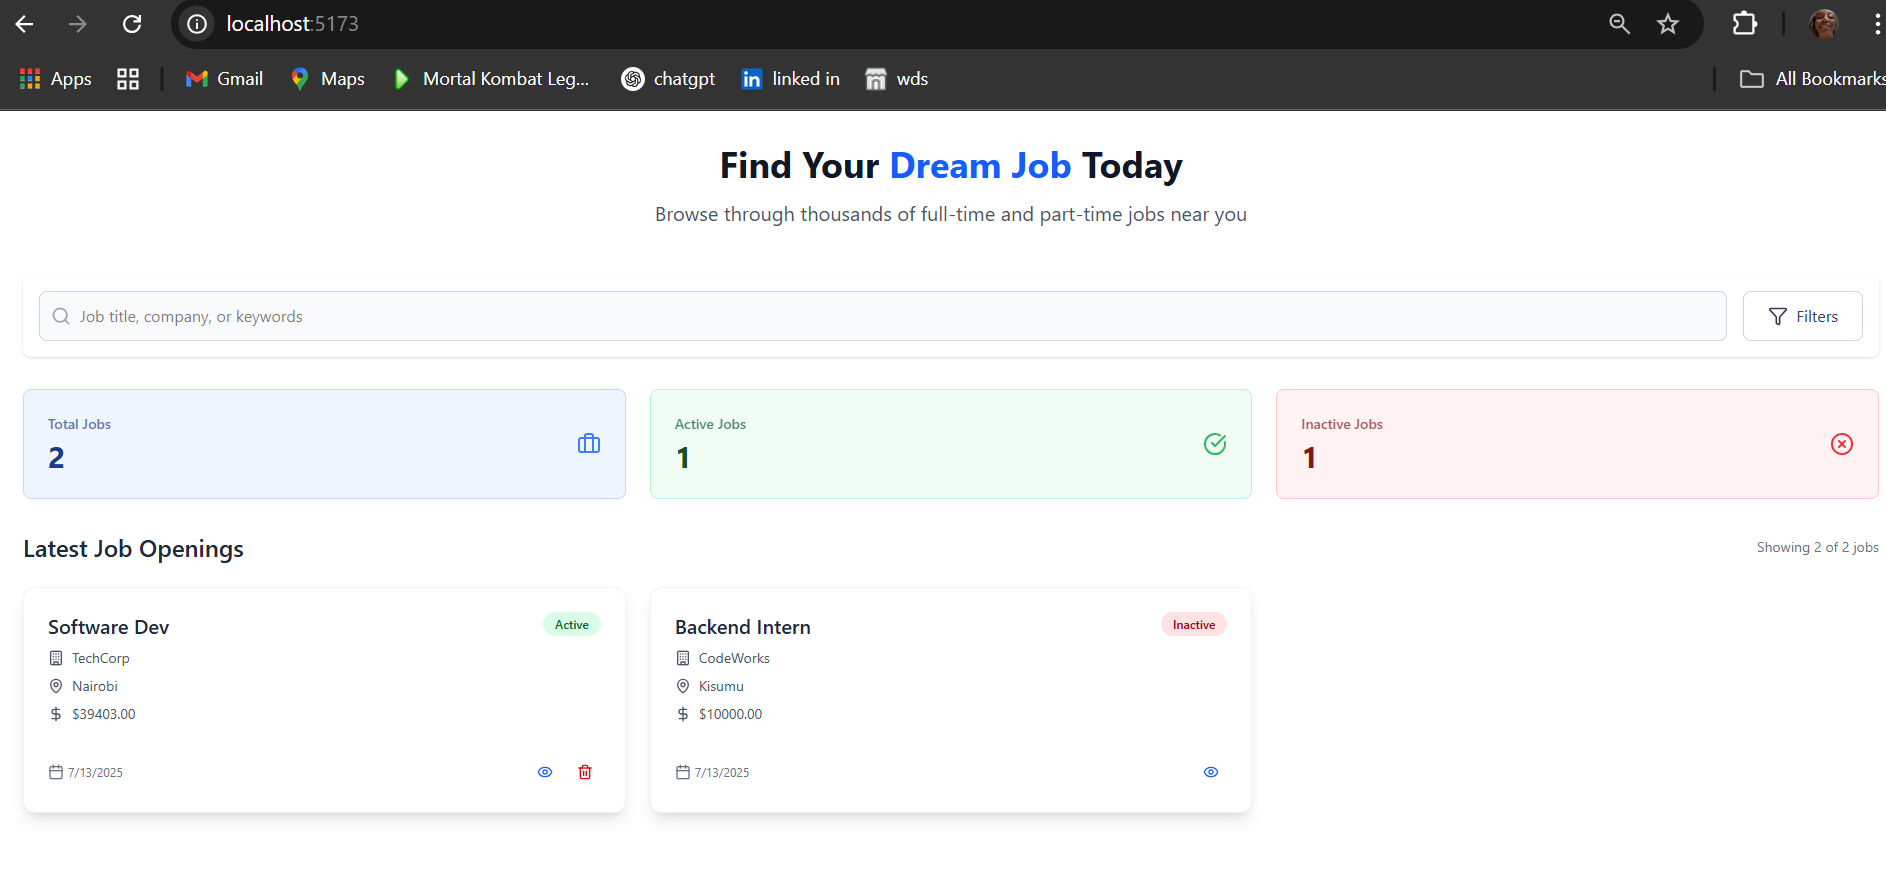 localhost:5173
Apps Gmail Maps Mortal Kombat Leg... chatgpt linked in wds All Bookmarks
Find Your Dream Job Today
Browse through thousands of full-time and part-time jobs near you
Job title, company, or keywords
Filters
Total Jobs
2
Active Jobs
1
Inactive Jobs
1
Latest Job Openings
Showing 2 of 2 jobs
Software Dev
Active
TechCorp
Nairobi
$39403.00
7/13/2025
Backend Intern
Inactive
CodeWorks
Kisumu
$10000.00
7/13/2025